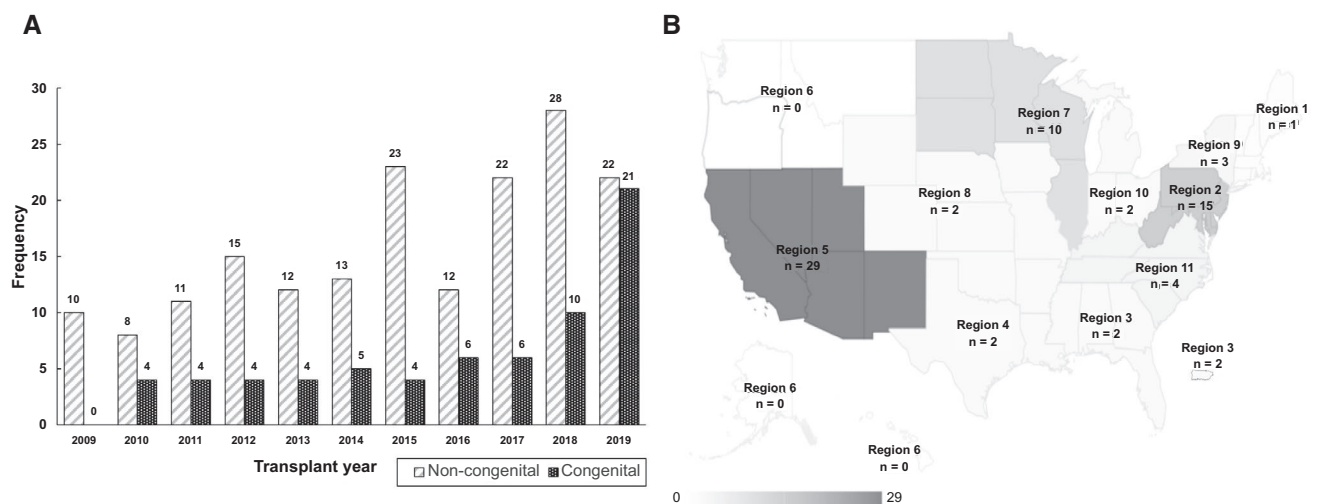 A
Frequency
30
25
20
15
10
5
0
10
0
8
4
11
4
15
4
12
4
13
5
23
4
12
6
22
6
28
10
22
21
2009 2010 2011 2012 2013 2014 2015 2016 2017 2018 2019
Transplant year
Non-congenital Congenital
B
Region 6
n = 0
Region 7
n = 10
Region 1
n = 1
Region 9
n = 3
Region 8
n = 2
Region 10
n = 2
Region 2
n = 15
Region 5
n = 29
Region 11
n = 4
Region 4
n = 2
Region 3
n = 2
Region 3
n = 2
Region 6
n = 0
Region 6
n = 0
0 29